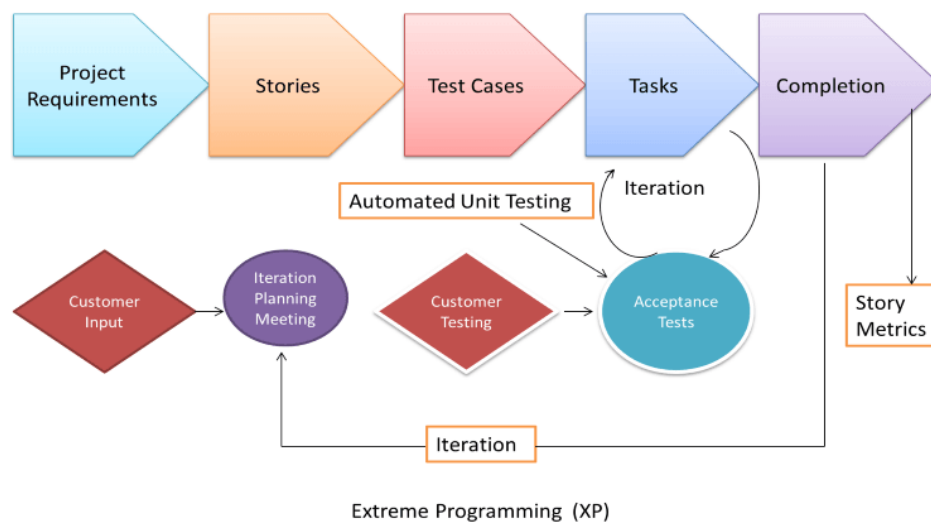 Project
Requirements
Stories
Test Cases
Tasks
Completion
Automated Unit Testing
Iteration
Customer
Input
Iteration
Planning
Meeting
Customer
Testing
Acceptance
Tests
Story
Metrics
Iteration
Extreme Programming (XP)